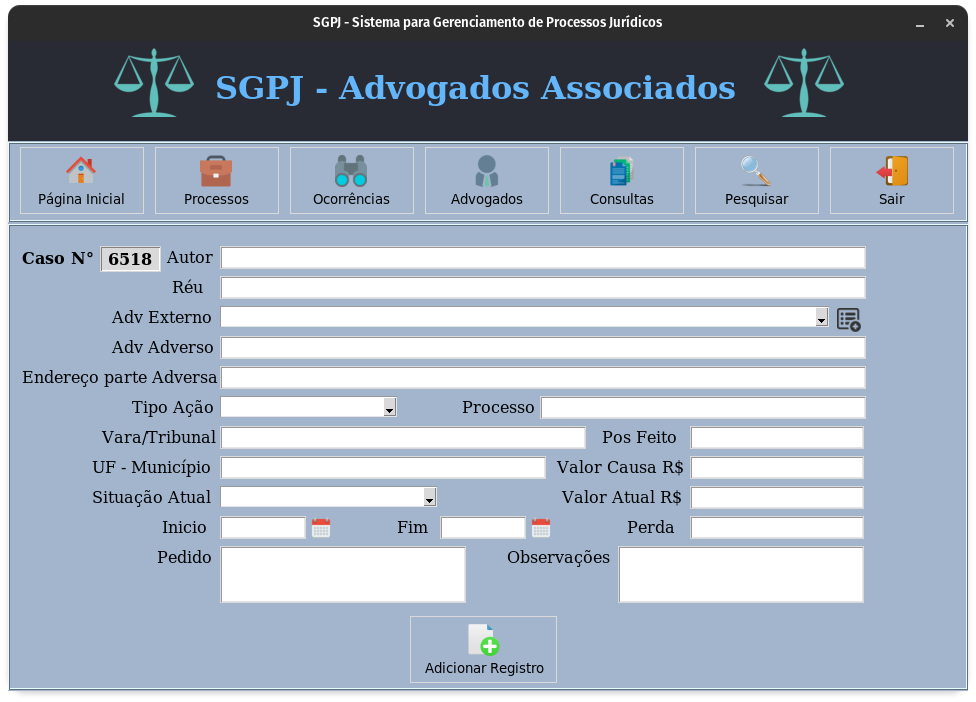 SGPJ - Sistema para Gerenciamento de Processos Jurídicos
SGPJ - Advogados Associados
Página Inicial Processos Ocorrências Advogados Consultas Pesquisar Sair
Caso N° 6518 Autor
Réu
Adv Externo
Adv Adverso
Endereço parte Adversa
Tipo Ação Processo
Vara/Tribunal Pos Feito
UF - Município Valor Causa R$
Situação Atual Valor Atual R$
Inicio Fim Perda
Pedido Observações
Adicionar Registro